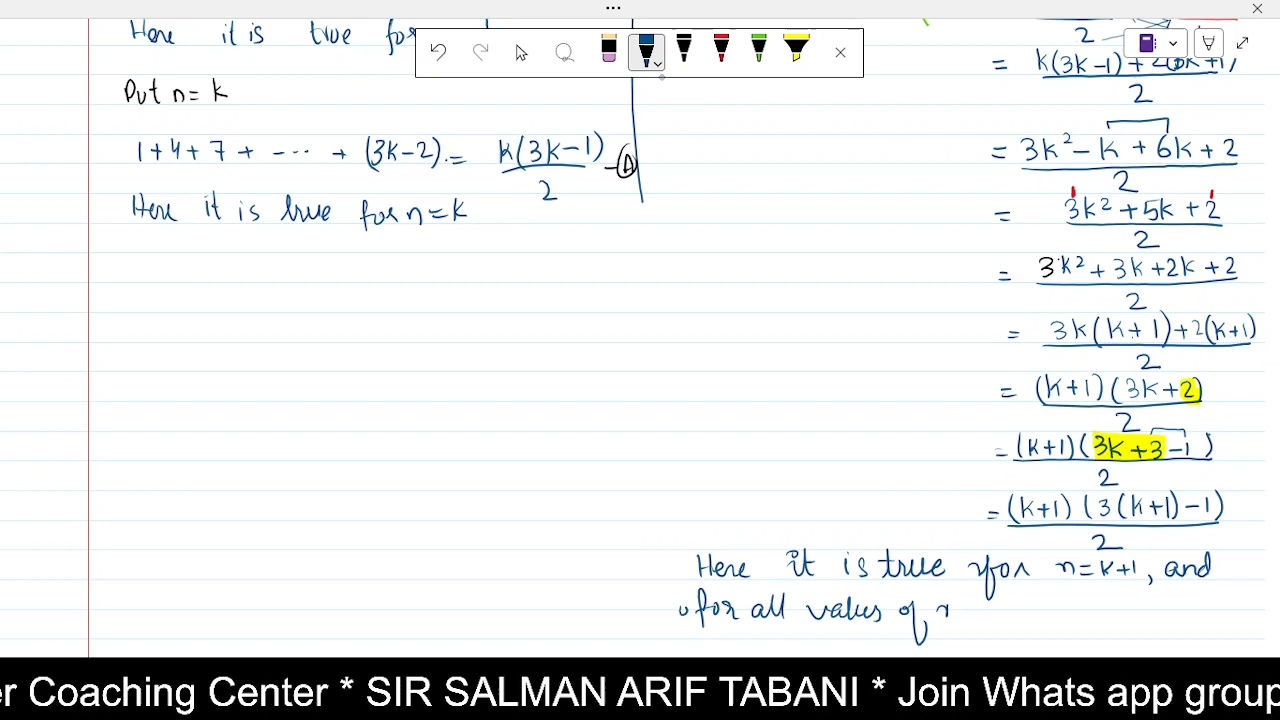 Here it is true for
Put n = k
1 + 4 + 7 + ---- + (3k-2) = k(3k-1)/2 - A
Here it is true for n = k
2
= k(3k-1) + 2(3k+1)/2
= 3k² - k + 6k + 2/2
= 3k² + 5k + 2/2
= 3k² + 3k + 2k + 2/2
= 3k(k+1) + 2(k+1)/2
= (k+1)(3k+2)/2
= (k+1)(3k+3-1)/2
= (k+1)(3(k+1)-1)/2
Here it is true for n = k+1, and
for all values of
er Coaching Center * SIR SALMAN ARIF TABANI * Join Whats app group